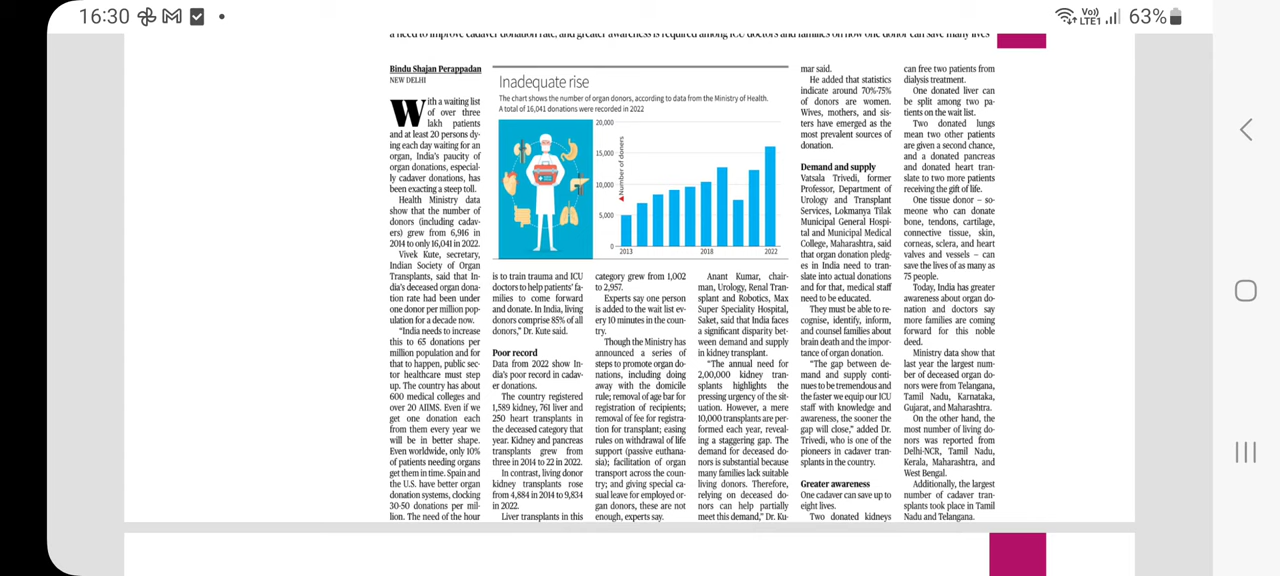 16:30
Vo))
LTE1
63%
a need to improve cadaver donation rate, and greater awareness is required among ICU doctors and families on how one donor can save many lives
Bindu Shajan Perappadan
NEW DELHI
With a waiting list
of over three
lakh patients
and at least 20 persons dy-
ing each day waiting for an
organ, India's paucity of
organ donations, especial-
ly cadaver donations, has
been exacting a steep toll.
Health Ministry data
show that the number of
donors (including cadav-
ers) grew from 6,916 in
2014 to only 16,041 in 2022.
Vivek Kute, secretary,
Indian Society of Organ
Transplants, said that In-
dia's deceased organ dona-
tion rate had been under
one donor per million pop-
ulation for a decade now.
"India needs to increase
this to 65 donations per
million population and for
that to happen, public sec-
tor healthcare must step
up. The country has about
600 medical colleges and
over 20 AIIMS. Even if we
get one donation each
from them every year we
will be in better shape.
Even worldwide, only 10%
of patients needing organs
get them in time. Spain and
the U.S. have better organ
donation systems, clocking
30-50 donations per mil-
lion. The need of the hour
Inadequate rise
The chart shows the number of organ donors, according to data from the Ministry of Health.
A total of 16,041 donations were recorded in 2022
20,000
15,000
10,000
5,000
0
Number of doners
2013
2018
2022
is to train trauma and ICU
doctors to help patients' fa-
milies to come forward
and donate. In India, living
donors comprise 85% of all
donors," Dr. Kute said.
Poor record
Data from 2022 show In-
dia's poor record in cadav-
er donations.
The country registered
1,589 kidney, 761 liver and
250 heart transplants in
the deceased category that
year. Kidney and pancreas
transplants grew from
three in 2014 to 22 in 2022.
In contrast, living donor
kidney transplants rose
from 4,884 in 2014 to 9,834
in 2022.
Liver transplants in this
category grew from 1,002
to 2,957.
Experts say one person
is added to the wait list ev-
ery 10 minutes in the coun-
try.
Though the Ministry has
announced a series of
steps to promote organ do-
nations, including doing
away with the domicile
rule; removal of age bar for
registration of recipients;
removal of fee for registra-
tion for transplant; easing
rules on withdrawal of life
support (passive euthana-
sia); facilitation of organ
transport across the coun-
try; and giving special ca-
sual leave for employed or-
gan donors, these are not
enough, experts say.
Anant Kumar, chair-
man, Urology, Renal Tran-
splant and Robotics, Max
Super Speciality Hospital,
Saket, said that India faces
a significant disparity bet-
ween demand and supply
in kidney transplant.
"The annual need for
2,00,000 kidney tran-
splants highlights the
pressing urgency of the sit-
uation. However, a mere
10,000 transplants are per-
formed each year, reveal-
ing a staggering gap. The
demand for deceased do-
nors is substantial because
many families lack suitable
living donors. Therefore,
relying on deceased do-
nors can help partially
meet this demand," Dr. Ku-
mar said.
He added that statistics
indicate around 70%-75%
of donors are women.
Wives, mothers, and sis-
ters have emerged as the
most prevalent sources of
donation.
Demand and supply
Vatsala Trivedi, former
Professor, Department of
Urology and Transplant
Services, Lokmanya Tilak
Municipal General Hospi-
tal and Municipal Medical
College, Maharashtra, said
that organ donation pledg-
es in India need to tran-
slate into actual donations
and for that, medical staff
need to be educated.
They must be able to re-
cognise, identify, inform,
and counsel families about
brain death and the impor-
tance of organ donation.
"The gap between de-
mand and supply conti-
nues to be tremendous and
the faster we equip our ICU
staff with knowledge and
awareness, the sooner the
gap will close," added Dr.
Trivedi, who is one of the
pioneers in cadaver tran-
splants in the country.
Greater awareness
One cadaver can save up to
eight lives.
Two donated kidneys
can free two patients from
dialysis treatment.
One donated liver can
be split among two pa-
tients on the wait list.
Two donated lungs
mean two other patients
are given a second chance,
and a donated pancreas
and donated heart tran-
slate to two more patients
receiving the gift of life.
One tissue donor – so-
meone who can donate
bone, tendons, cartilage,
connective tissue, skin,
corneas, sclera, and heart
valves and vessels – can
save the lives of as many as
75 people.
Today, India has greater
awareness about organ do-
nation and doctors say
more families are coming
forward for this noble
deed.
Ministry data show that
last year the largest num-
ber of deceased organ do-
nors were from Telangana,
Tamil Nadu, Karnataka,
Gujarat, and Maharashtra.
On the other hand, the
most number of living do-
nors was reported from
Delhi-NCR, Tamil Nadu,
Kerala, Maharashtra, and
West Bengal.
Additionally, the largest
number of cadaver tran-
splants took place in Tamil
Nadu and Telangana.